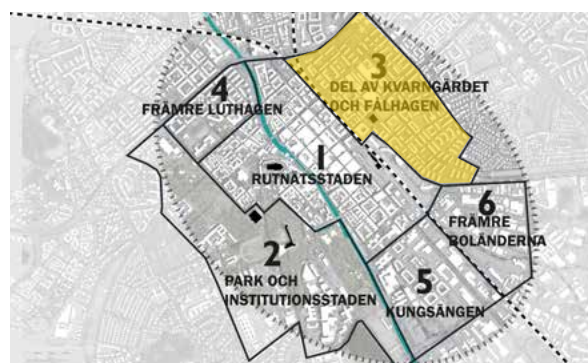 3
DEL AV KVARNGÄRDET
OCH FÅLHAGEN
4
FRÄMRE LUTHAGEN
1
RUTNÄTSSTADEN
6
FRÄMRE
BOLÄNDERNA
2
PARK OCH
INSTITUTIONSSTADEN
5
KUNGSÄNGEN